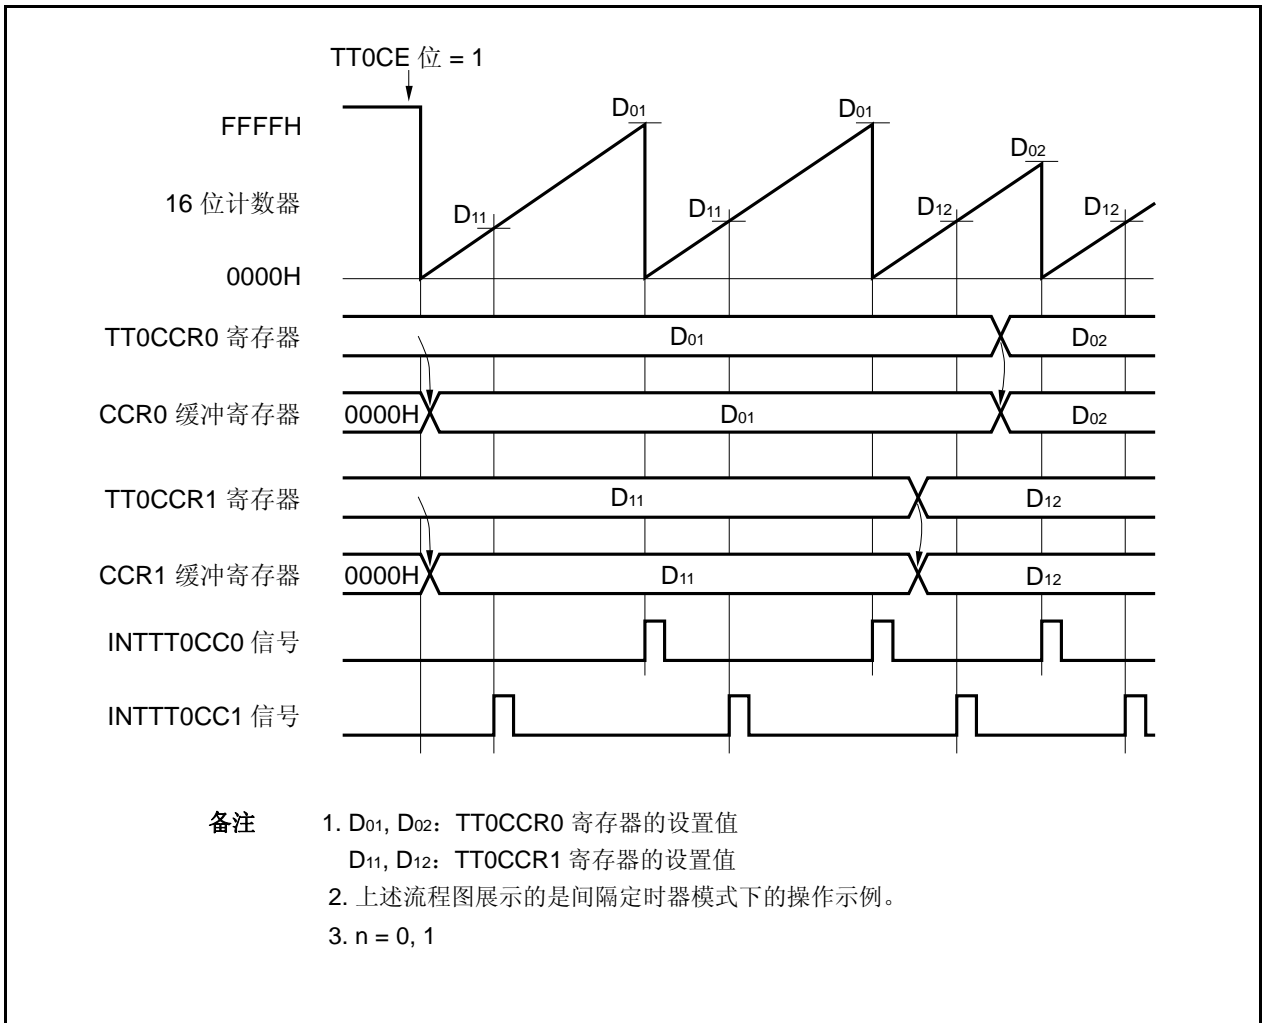 TT0CE 位 = 1
D01 D01
FFFFH
D02
16 位计数器
D11 D11 D12 D12
0000H
TT0CCR0 寄存器 D01 D02
CCR0 缓冲寄存器 0000H D01 D02
TT0CCR1 寄存器 D11 D12
CCR1 缓冲寄存器 0000H D11 D12
INTTT0CC0 信号
INTTT0CC1 信号
备注 1. D01, D02：TT0CCR0 寄存器的设置值
D11, D12：TT0CCR1 寄存器的设置值
2. 上述流程图展示的是间隔定时器模式下的操作示例。
3. n = 0, 1